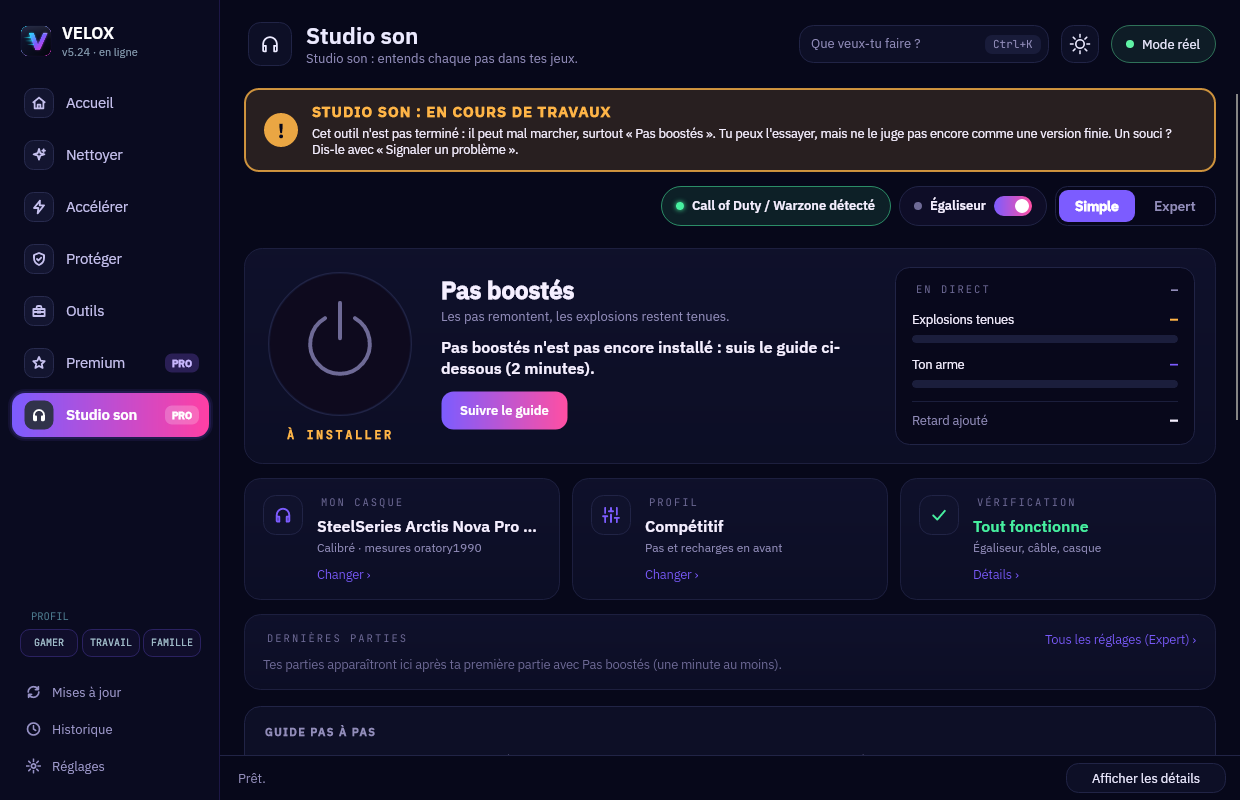 VELOX
v5.24 · en ligne
Accueil
Nettoyer
Accélérer
Protéger
Outils
Premium
PRO
Studio son
PRO
PROFIL
GAMER
TRAVAIL
FAMILLE
Mises à jour
Historique
Réglages
Studio son
Studio son : entends chaque pas dans tes jeux.
Que veux-tu faire ?
Ctrl+K
Mode réel
STUDIO SON : EN COURS DE TRAVAUX
Cet outil n'est pas terminé : il peut mal marcher, surtout « Pas boostés ». Tu peux l'essayer, mais ne le juge pas encore comme une version finie. Un souci ?
Dis-le avec « Signaler un problème ».
Call of Duty / Warzone détecté
Égaliseur
Simple
Expert
À INSTALLER
Pas boostés
Les pas remontent, les explosions restent tenues.
Pas boostés n'est pas encore installé : suis le guide ci-
dessous (2 minutes).
Suivre le guide
EN DIRECT
–
Explosions tenues
–
Ton arme
–
Retard ajouté
–
MON CASQUE
SteelSeries Arctis Nova Pro ...
Calibré · mesures oratory1990
Changer ›
PROFIL
Compétitif
Pas et recharges en avant
Changer ›
VÉRIFICATION
Tout fonctionne
Égaliseur, câble, casque
Détails ›
DERNIÈRES PARTIES
Tous les réglages (Expert) ›
Tes parties apparaîtront ici après ta première partie avec Pas boostés (une minute au moins).
GUIDE PAS À PAS
Prêt.
Afficher les détails